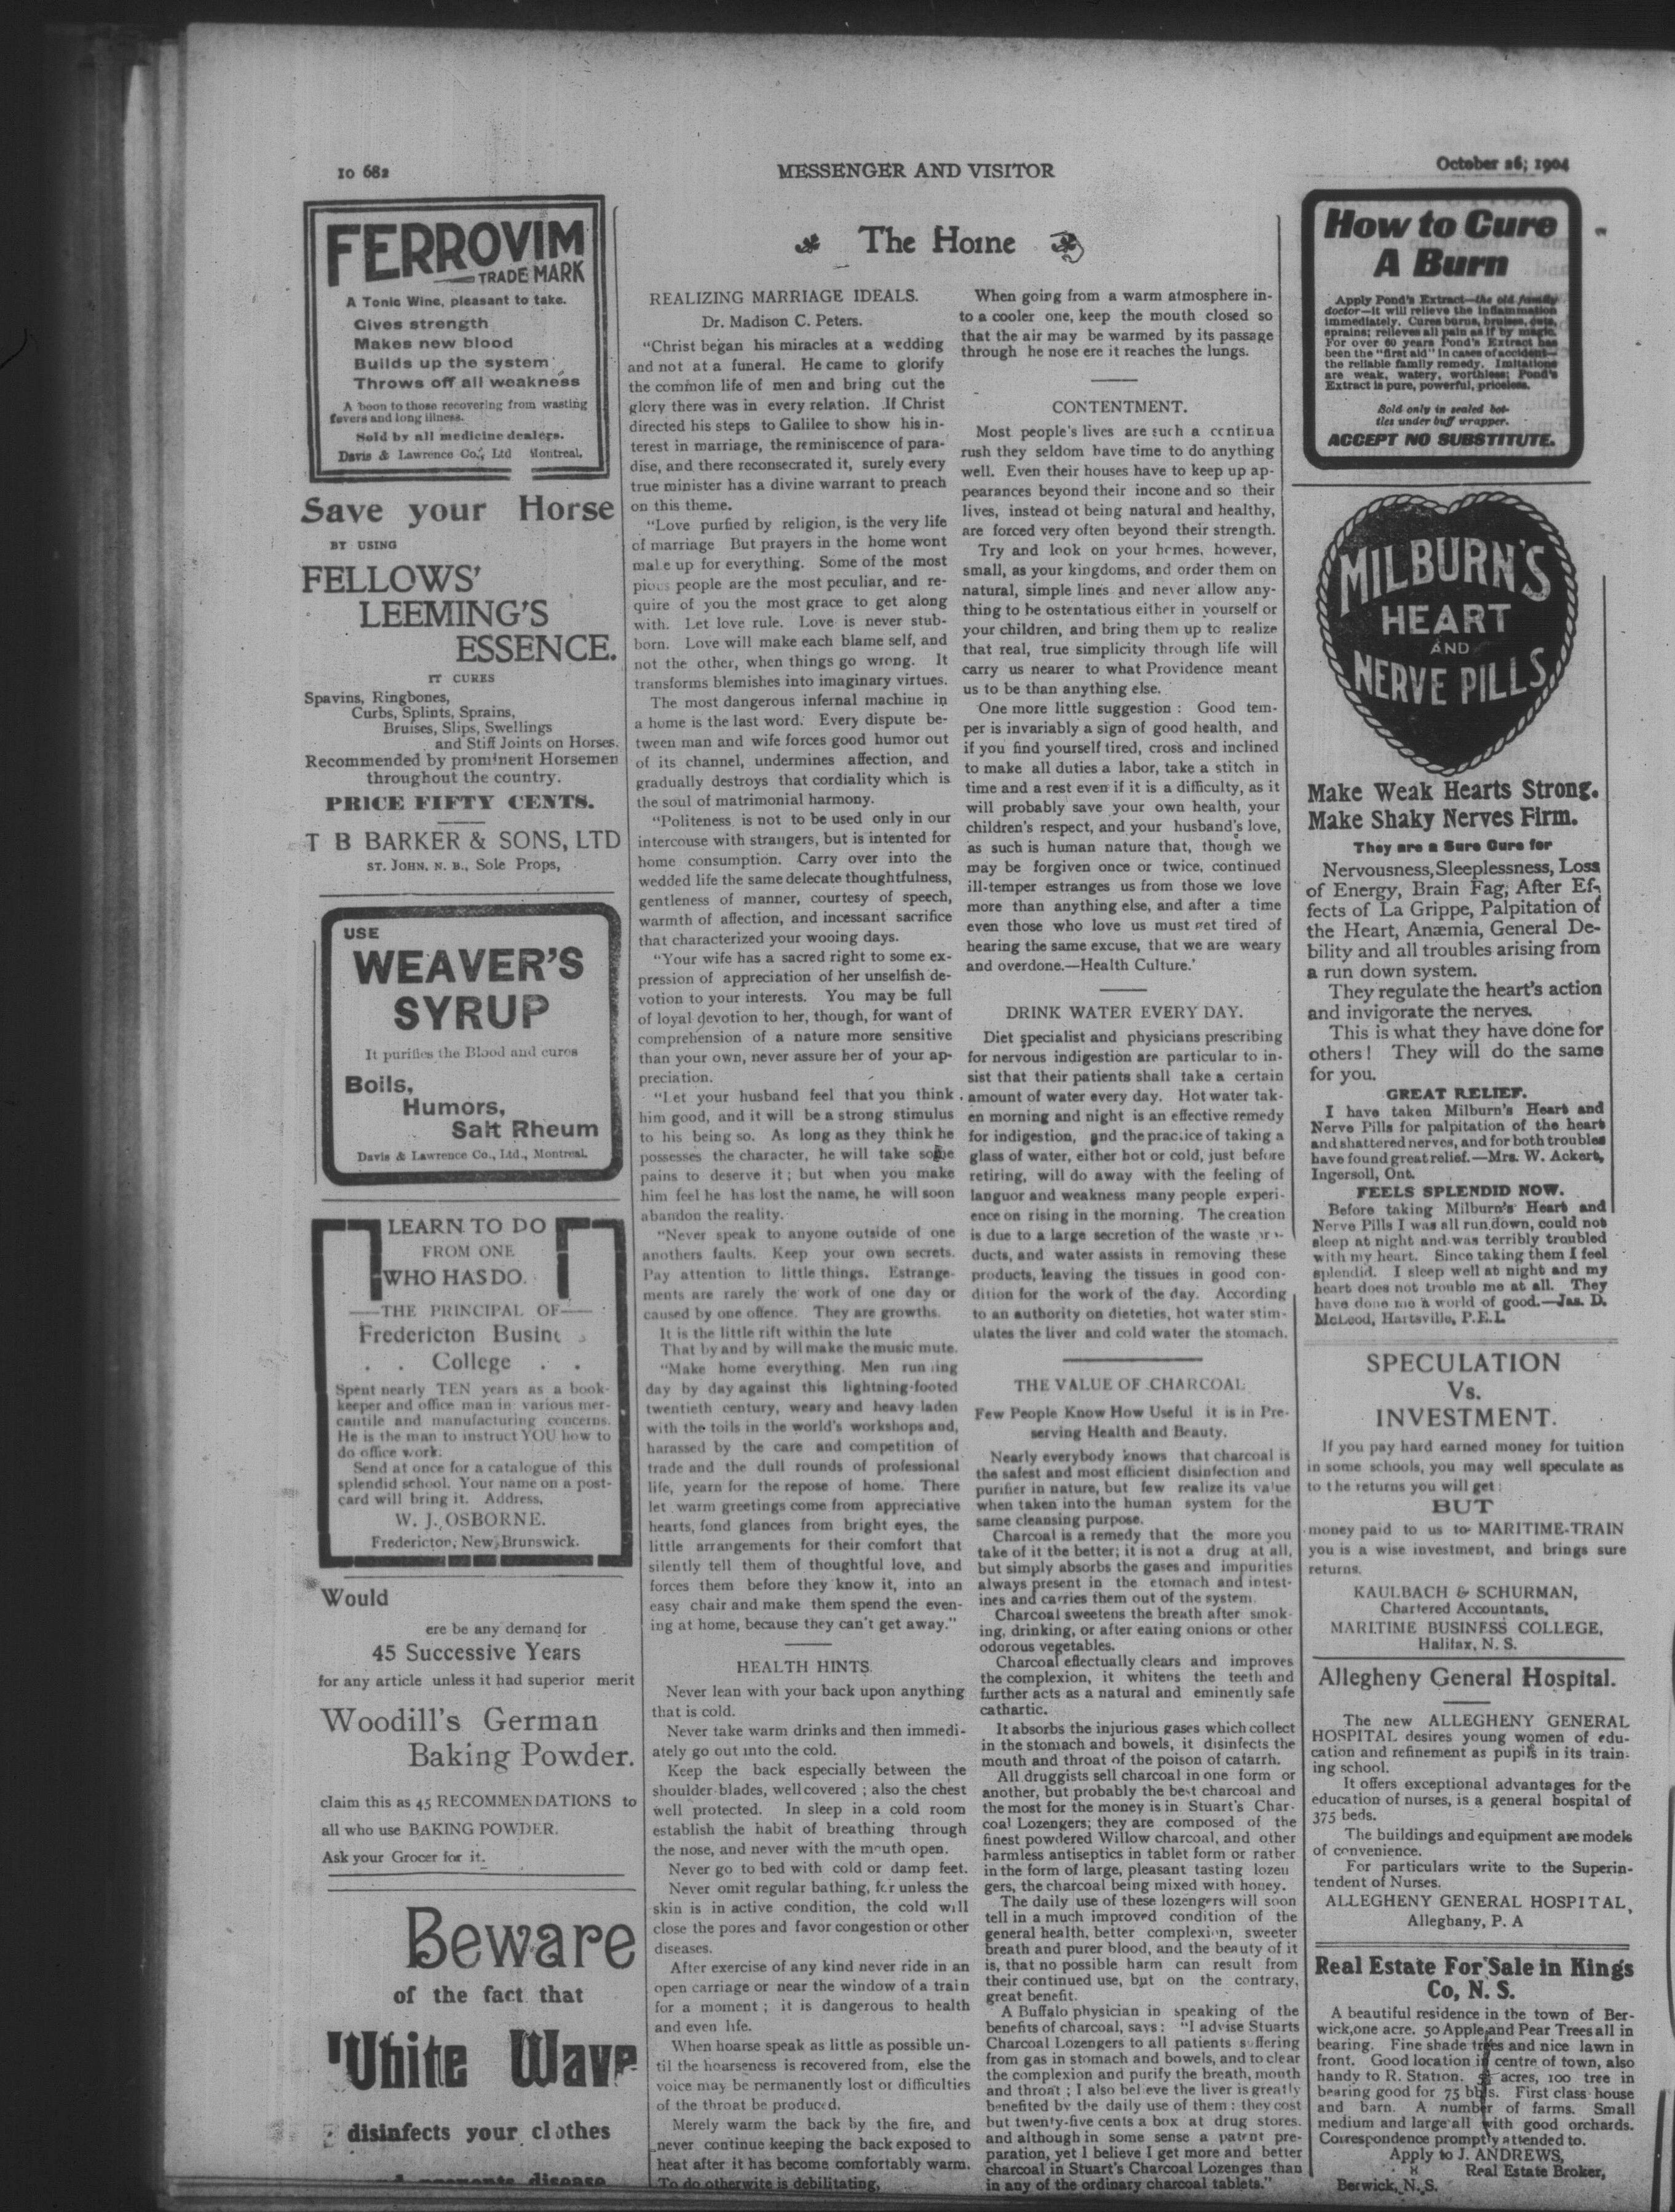 10 682
MESSENGER AND VISITOR
October 26, 1904
FERROVIM
TRADE MARK
A Tonic Wine, pleasant to take.
Gives strength
Makes new blood
Builds up the system
Throws off all weakness
A boon to those recovering from wasting
fevers and long illness.
Sold by all medicine dealers.
Davis & Lawrence Co., Ltd Montreal.
Save your Horse
BY USING
FELLOWS'
LEEMING'S
ESSENCE.
IT CURES
Spavins, Ringbones,
Curbs, Splints, Sprains,
Bruises, Slips, Swellings
and Stiff Joints on Horses.
Recommended by prominent Horsemen
throughout the country.
PRICE FIFTY CENTS.
T B BARKER & SONS, LTD
ST. JOHN, N. B., Sole Props,
USE
WEAVER'S
SYRUP
It purifies the Blood and cures
Boils,
Humors,
Salt Rheum
Davis & Lawrence Co., Ltd., Montreal.
LEARN TO DO
FROM ONE
WHO HAS DO.
—THE PRINCIPAL OF—
Fredericton Busine s
. . College . .
Spent nearly TEN years as a book-
keeper and office man in various mer-
cantile and manufacturing concerns.
He is the man to instruct YOU how to
do office work.
Send at once for a catalogue of this
splendid school. Your name on a post-
card will bring it. Address,
W. J. OSBORNE.
Fredericton, New Brunswick.
Would
ere be any demand for
45 Successive Years
for any article unless it had superior merit
Woodill's German
Baking Powder.
claim this as 45 RECOMMENDATIONS to
all who use BAKING POWDER.
Ask your Grocer for it.
Beware
of the fact that
White Wave
disinfects your clothes
disease
The Home
REALIZING MARRIAGE IDEALS.
Dr. Madison C. Peters.
"Christ began his miracles at a wedding
and not at a funeral. He came to glorify
the common life of men and bring out the
glory there was in every relation. If Christ
directed his steps to Galilee to show his in-
terest in marriage, the reminiscence of para-
dise, and there reconsecrated it, surely every
true minister has a divine warrant to preach
on this theme.
"Love purfied by religion, is the very life
of marriage But prayers in the home wont
make up for everything. Some of the most
pious people are the most peculiar, and re-
quire of you the most grace to get along
with. Let love rule. Love is never stub-
born. Love will make each blame self, and
not the other, when things go wrong. It
transforms blemishes into imaginary virtues.
The most dangerous infernal machine in
a home is the last word. Every dispute be-
tween man and wife forces good humor out
of its channel, undermines affection, and
gradually destroys that cordiality which is
the soul of matrimonial harmony.
"Politeness is not to be used only in our
intercouse with strangers, but is intented for
home consumption. Carry over into the
wedded life the same delecate thoughtfulness,
gentleness of manner, courtesy of speech,
warmth of affection, and incessant sacrifice
that characterized your wooing days.
"Your wife has a sacred right to some ex-
pression of appreciation of her unselfish de-
votion to your interests. You may be full
of loyal devotion to her, though, for want of
comprehension of a nature more sensitive
than your own, never assure her of your ap-
preciation.
"Let your husband feel that you think
him good, and it will be a strong stimulus
to his being so. As long as they think he
possesses the character, he will take some
pains to deserve it; but when you make
him feel he has lost the name, he will soon
abandon the reality.
"Never speak to anyone outside of one
anothers faults. Keep your own secrets.
Pay attention to little things. Estrange-
ments are rarely the work of one day or
caused by one offence. They are growths.
It is the little rift within the lute
That by and by will make the music mute.
"Make home everything. Men running
day by day against this lightning-footed
twentieth century, weary and heavy laden
with the toils in the world's workshops and,
harassed by the care and competition of
trade and the dull rounds of professional
life, yearn for the repose of home. There
let warm greetings come from appreciative
hearts, fond glances from bright eyes, the
little arrangements for their comfort that
silently tell them of thoughtful love, and
forces them before they know it, into an
easy chair and make them spend the even-
ing at home, because they can't get away."
HEALTH HINTS.
Never lean with your back upon anything
that is cold.
Never take warm drinks and then immedi-
ately go out into the cold.
Keep the back especially between the
shoulder blades, well covered; also the chest
well protected. In sleep in a cold room
establish the habit of breathing through
the nose, and never with the mouth open.
Never go to bed with cold or damp feet.
Never omit regular bathing, for unless the
skin is in active condition, the cold will
close the pores and favor congestion or other
diseases.
After exercise of any kind never ride in an
open carriage or near the window of a train
for a moment; it is dangerous to health
and even life.
When hoarse speak as little as possible un-
til the hoarseness is recovered from, else the
voice may be permanently lost or difficulties
of the throat be produced.
Merely warm the back by the fire, and
never continue keeping the back exposed to
heat after it has become comfortably warm.
To do otherwite is debilitating,
When going from a warm atmosphere in-
to a cooler one, keep the mouth closed so
that the air may be warmed by its passage
through he nose ere it reaches the lungs.
CONTENTMENT.
Most people's lives are such a continua
rush they seldom have time to do anything
well. Even their houses have to keep up ap-
pearances beyond their incone and so their
lives, instead ot being natural and healthy,
are forced very often beyond their strength.
Try and look on your homes, however,
small, as your kingdoms, and order them on
natural, simple lines and never allow any-
thing to be ostentatious either in yourself or
your children, and bring them up to realize
that real, true simplicity through life will
carry us nearer to what Providence meant
us to be than anything else.
One more little suggestion: Good tem-
per is invariably a sign of good health, and
if you find yourself tired, cross and inclined
to make all duties a labor, take a stitch in
time and a rest even if it is a difficulty, as it
will probably save your own health, your
children's respect, and your husband's love,
as such is human nature that, though we
may be forgiven once or twice, continued
ill-temper estranges us from those we love
more than anything else, and after a time
even those who love us must get tired of
hearing the same excuse, that we are weary
and overdone.—Health Culture.'
DRINK WATER EVERY DAY.
Diet specialist and physicians prescribing
for nervous indigestion are particular to in-
sist that their patients shall take a certain
amount of water every day. Hot water tak-
en morning and night is an effective remedy
for indigestion, and the practice of taking a
glass of water, either hot or cold, just before
retiring, will do away with the feeling of
languor and weakness many people experi-
ence on rising in the morning. The creation
is due to a large secretion of the waste pro-
ducts, and water assists in removing these
products, leaving the tissues in good con-
dition for the work of the day. According
to an authority on dieteties, hot water stim-
ulates the liver and cold water the stomach.
THE VALUE OF CHARCOAL
Few People Know How Useful it is in Pre-
serving Health and Beauty.
Nearly everybody knows that charcoal is
the safest and most efficient disinfection and
purifier in nature, but few realize its value
when taken into the human system for the
same cleansing purpose.
Charcoal is a remedy that the more you
take of it the better; it is not a drug at all,
but simply absorbs the gases and impurities
always present in the etomach and intest-
ines and carries them out of the system.
Charcoal sweetens the breath after smok-
ing, drinking, or after eating onions or other
odorous vegetables.
Charcoal effectually clears and improves
the complexion, it whitens the teeth and
further acts as a natural and eminently safe
cathartic.
It absorbs the injurious gases which collect
in the stomach and bowels, it disinfects the
mouth and throat of the poison of catarrh.
All druggists sell charcoal in one form or
another, but probably the best charcoal and
the most for the money is in Stuart's Char-
coal Lozengers; they are composed of the
finest powdered Willow charcoal, and other
harmless antiseptics in tablet form or rather
in the form of large, pleasant tasting lozen
gers, the charcoal being mixed with honey.
The daily use of these lozengers will soon
tell in a much improved condition of the
general health, better complexion, sweeter
breath and purer blood, and the beauty of it
is, that no possible harm can result from
their continued use, but on the contrary,
great benefit.
A Buffalo physician in speaking of the
benefits of charcoal, says: "I advise Stuarts
Charcoal Lozengers to all patients suffering
from gas in stomach and bowels, and to clear
the complexion and purify the breath, mouth
and throat; I also believe the liver is greatly
benefited by the daily use of them: they cost
but twenty-five cents a box at drug stores.
and although in some sense a patent pre-
paration, yet I believe I get more and better
charcoal in Stuart's Charcoal Lozenges than
in any of the ordinary charcoal tablets."
How to Cure
A Burn
Apply Pond's Extract—the old family
doctor—it will relieve the inflammation
immediately. Cures burns, bruises, cuts,
sprains; relieves all pain as if by magic.
For over 60 years Pond's Extract has
been the "first aid" in cases of accident—
the reliable family remedy. Imitations
are weak, watery, worthless; Pond's
Extract is pure, powerful, priceless.
Sold only in sealed bot-
tles under buff wrapper.
ACCEPT NO SUBSTITUTE.
MILBURN'S
HEART
AND
NERVE PILLS
Make Weak Hearts Strong.
Make Shaky Nerves Firm.
They are a Sure Cure for
Nervousness, Sleeplessness, Loss
of Energy, Brain Fag, After Ef-
fects of La Grippe, Palpitation of
the Heart, Anæmia, General De-
bility and all troubles arising from
a run down system.
They regulate the heart's action
and invigorate the nerves.
This is what they have done for
others! They will do the same
for you.
GREAT RELIEF.
I have taken Milburn's Heart and
Nerve Pills for palpitation of the heart
and shattered nerves, and for both troubles
have found great relief.—Mrs. W. Ackert,
Ingersoll, Ont.
FEELS SPLENDID NOW.
Before taking Milburn's Heart and
Nerve Pills I was all run down, could not
sleep at night and was terribly troubled
with my heart. Since taking them I feel
splendid. I sleep well at night and my
heart does not trouble me at all. They
have done me a world of good.—Jas. D.
McLeod, Hartsville, P.E.I.
SPECULATION
Vs.
INVESTMENT.
If you pay hard earned money for tuition
in some schools, you may well speculate as
to the returns you will get:
BUT
money paid to us to MARITIME-TRAIN
you is a wise investment, and brings sure
returns.
KAULBACH & SCHURMAN,
Chartered Accountants,
MARITIME BUSINESS COLLEGE,
Halifax, N. S.
Allegheny General Hospital.
The new ALLEGHENY GENERAL
HOSPITAL desires young women of edu-
cation and refinement as pupils in its train-
ing school.
It offers exceptional advantages for the
education of nurses, is a general hospital of
375 beds.
The buildings and equipment are models
of convenience.
For particulars write to the Superin-
tendent of Nurses.
ALLEGHENY GENERAL HOSPITAL,
Alleghany, P. A
Real Estate For Sale in Kings
Co, N. S.
A beautiful residence in the town of Ber-
wick, one acre. 50 Apple and Pear Trees all in
bearing. Fine shade trees and nice lawn in
front. Good location in centre of town, also
handy to R. Station. acres, 100 tree in
bearing good for 75 bbls. First class house
and barn. A number of farms. Small
medium and large all with good orchards.
Correspondence promptly attended to.
Apply to J. ANDREWS,
Real Estate Broker,
Berwick, N. S.